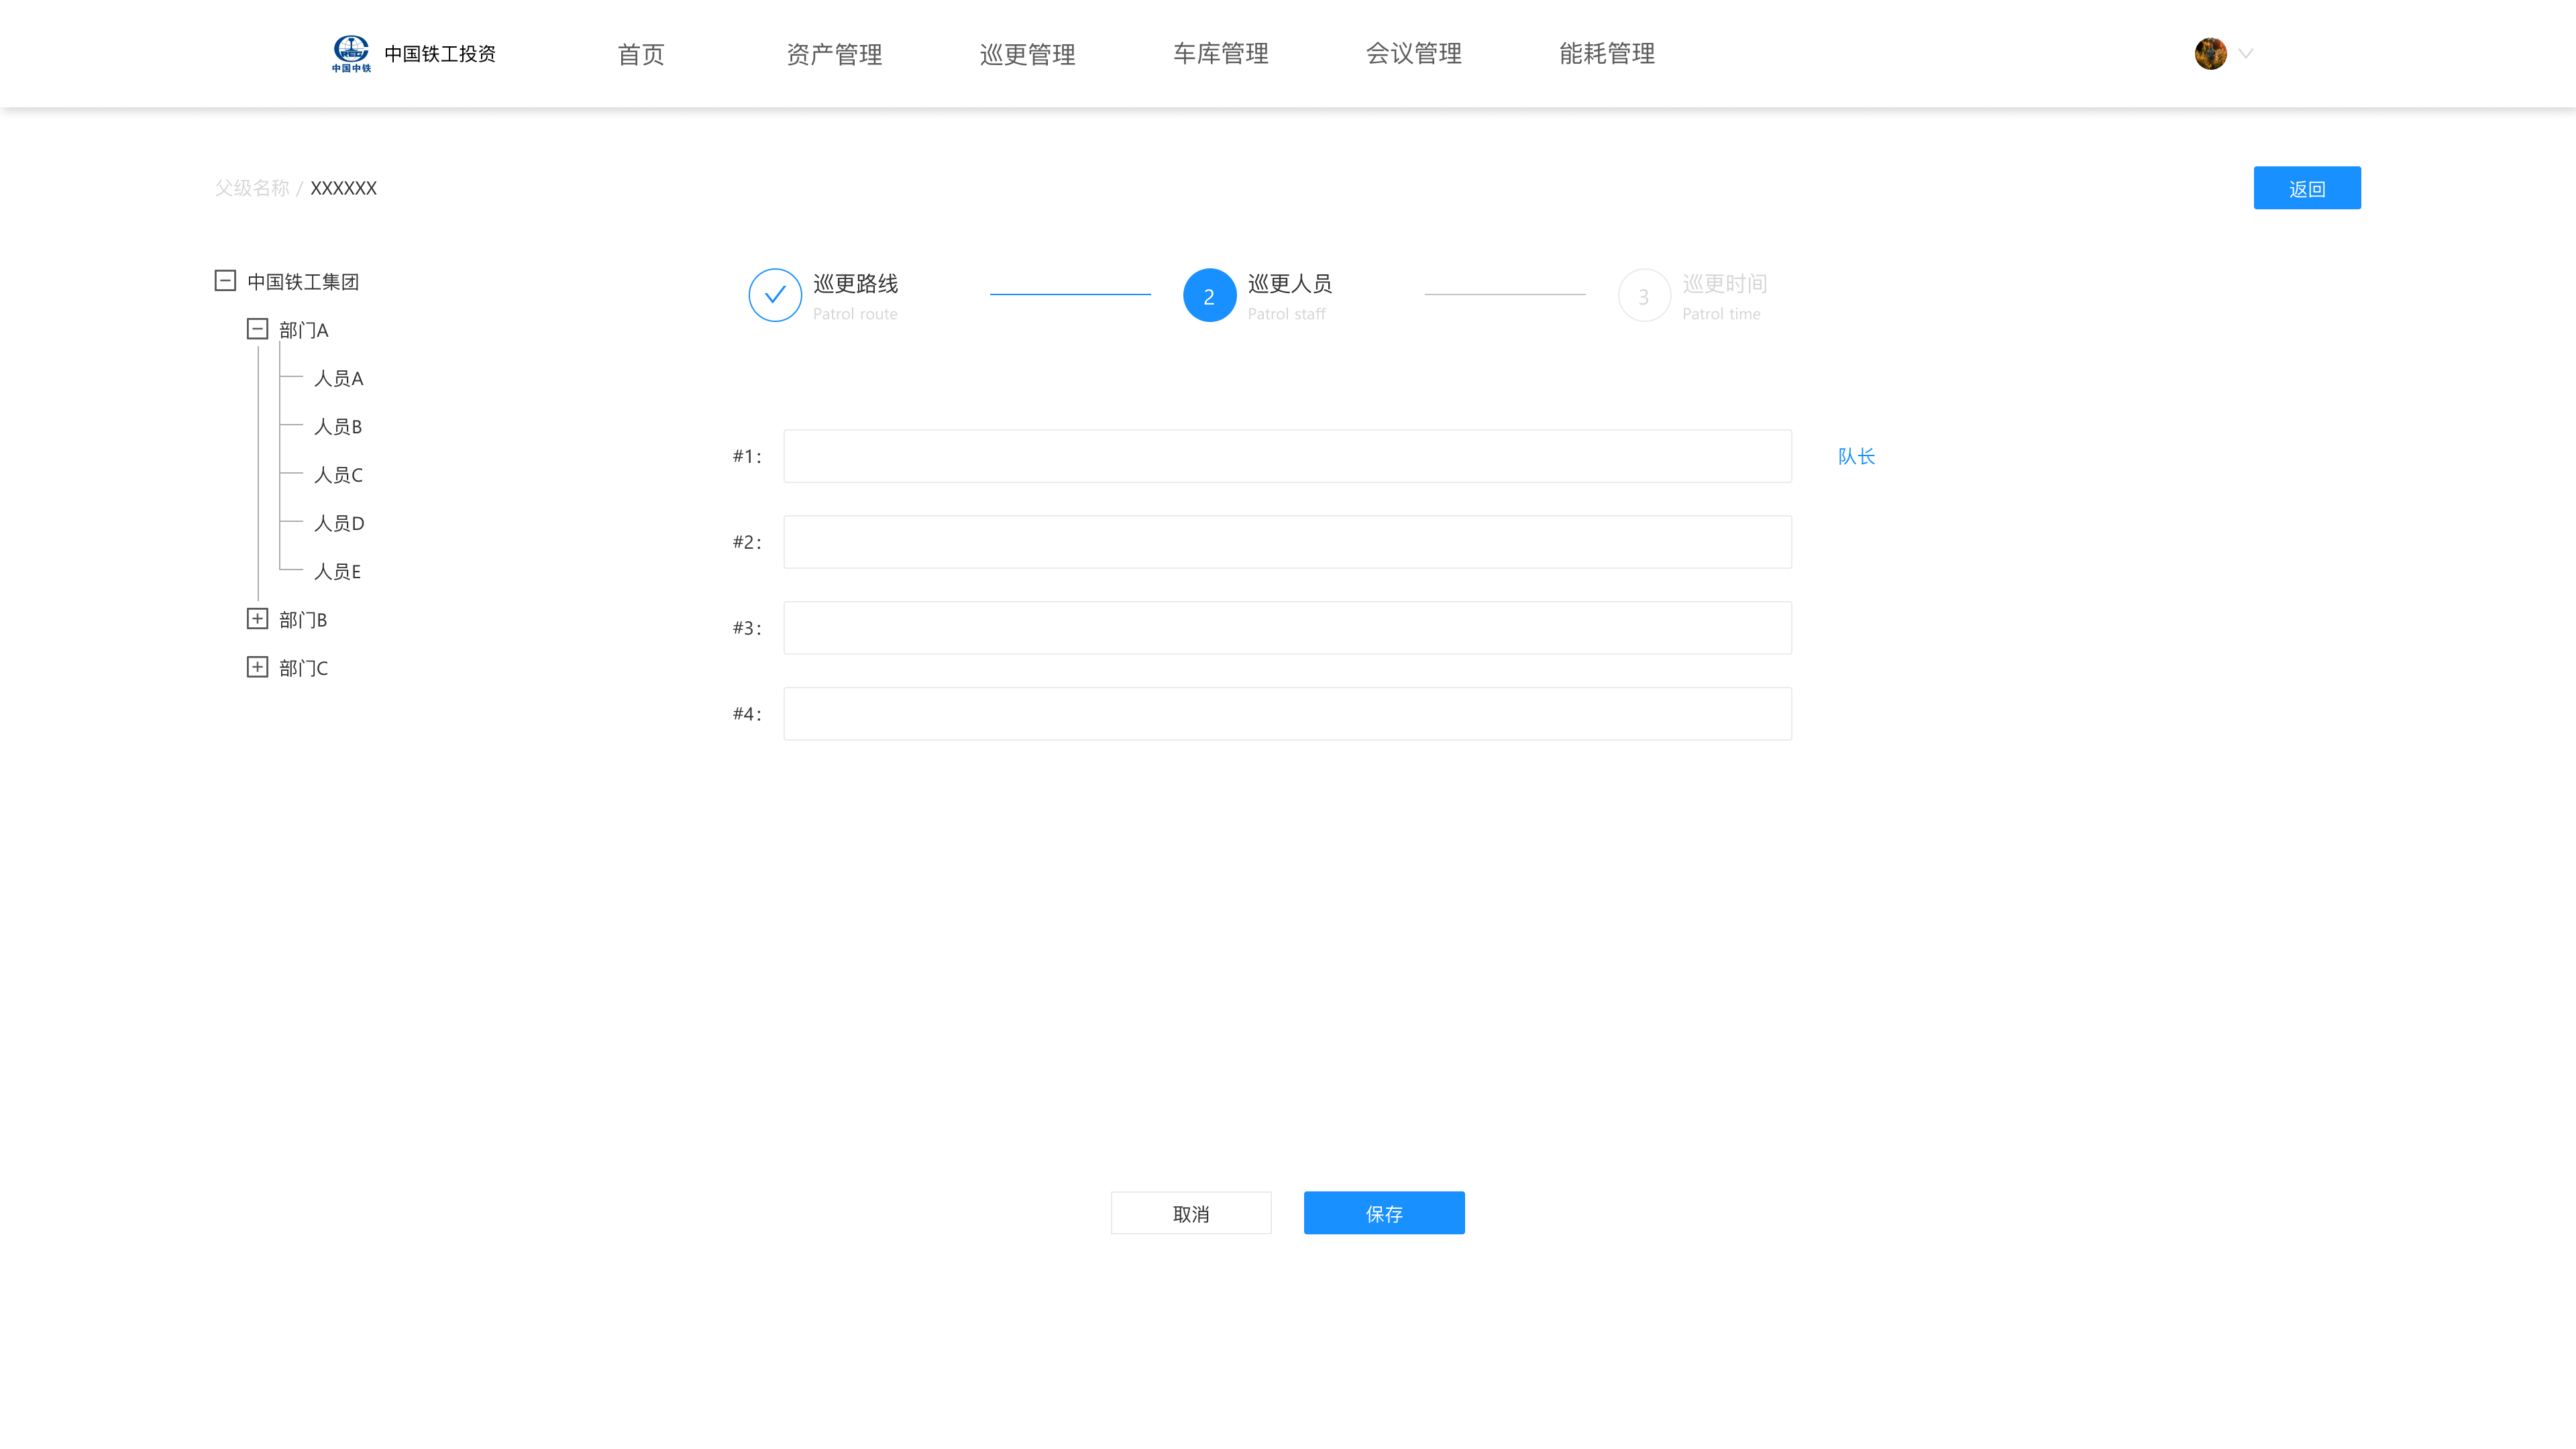 中国中铁 中国铁工投资 首页 资产管理 巡更管理 车库管理 会议管理 能耗管理
父级名称 / XXXXXX 返回
中国铁工集团
部门A
人员A
人员B
人员C
人员D
人员E
部门B
部门C
巡更路线
Patrol route
2 巡更人员
Patrol staff
3 巡更时间
Patrol time
#1: 队长
#2:
#3:
#4:
取消 保存